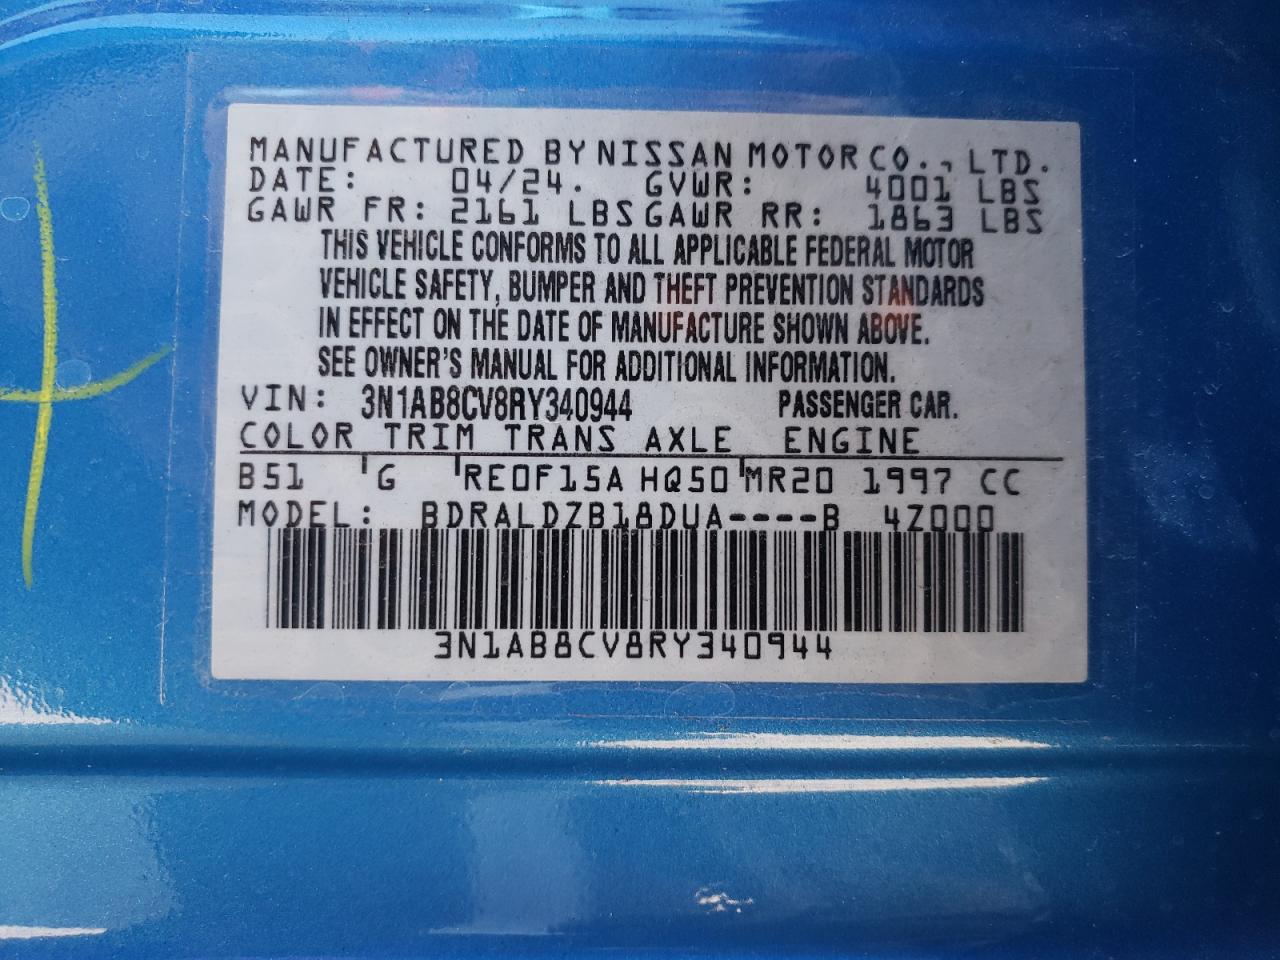 MANUFACTURED BY NISSAN MOTOR CO., LTD.
DATE: 04/24. GVWR: 4001 LBS
GAWR FR: 2161 LBS GAWR RR: 1863 LBS
THIS VEHICLE CONFORMS TO ALL APPLICABLE FEDERAL MOTOR
VEHICLE SAFETY, BUMPER AND THEFT PREVENTION STANDARDS
IN EFFECT ON THE DATE OF MANUFACTURE SHOWN ABOVE.
SEE OWNER'S MANUAL FOR ADDITIONAL INFORMATION.
VIN: 3N1AB8CV8RY340944 PASSENGER CAR.
COLOR TRIM TRANS AXLE ENGINE
B51 G RE0F15A HQ50 MR20 1997 CC
MODEL: BDRALDZB18DUA----B 4Z000
3N1AB8CV8RY340944